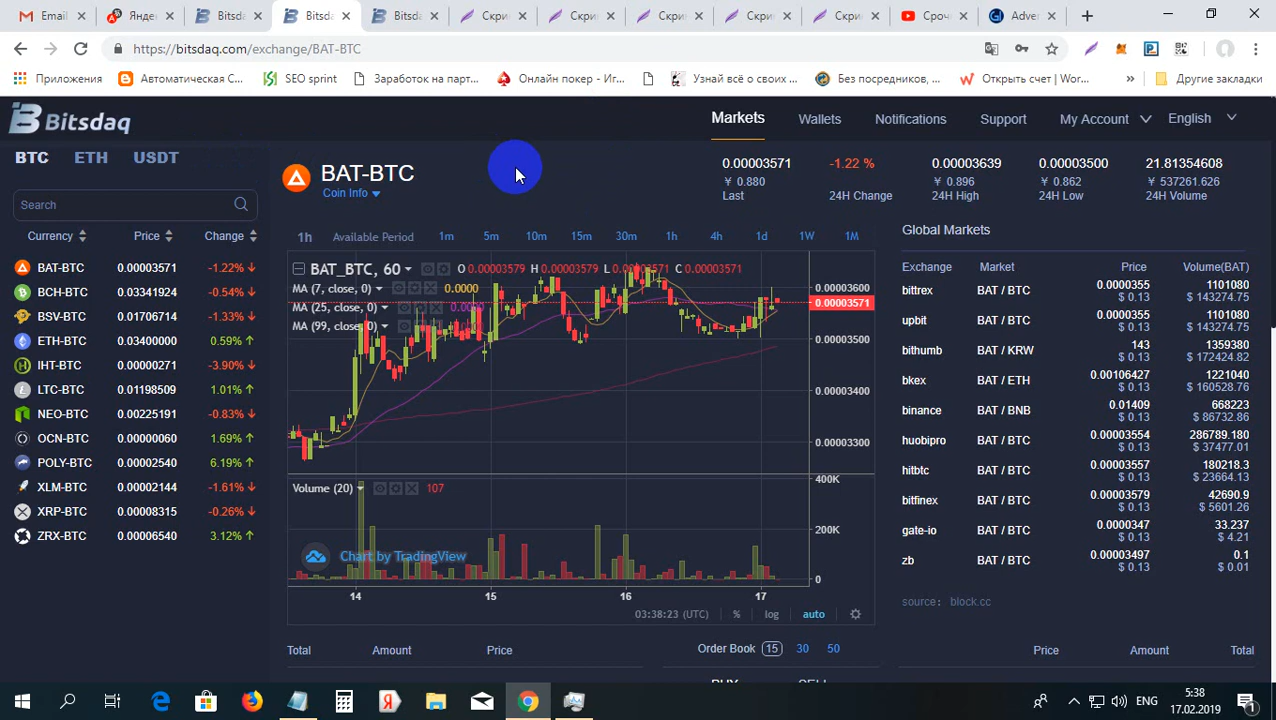 Email
Яндек
Bitsd
Bitsda
Bitsda
Скри
Скри
Скри
Скри
Скри
Сроч
Adver
https://bitsdaq.com/exchange/BAT-BTC
Приложения
Автоматическая С...
SEO sprint
Заработок на парт...
Онлайн покер - Иг...
Узнай всё о своих ...
Без посредников, ...
Открыть счет | Wor...
»
Другие закладки
Bitsdaq
Markets
Wallets
Notifications
Support
My Account
English
BTC ETH USDT
Search
Currency Price Change
BAT-BTC 0.00003571 -1.22%
BCH-BTC 0.03341924 -0.54%
BSV-BTC 0.01706114 -1.33%
ETH-BTC 0.03400000 0.59%
IHT-BTC 0.00000271 -3.90%
LTC-BTC 0.01198509 1.01%
NEO-BTC 0.00225191 -0.83%
OCN-BTC 0.00000060 1.69%
POLY-BTC 0.00002540 6.19%
XLM-BTC 0.00002144 -1.61%
XRP-BTC 0.00008315 -0.26%
ZRX-BTC 0.00006540 3.12%
BAT-BTC
Coin Info
0.00003571 -1.22 % 0.00003639 0.00003500 21.81354608
￥ 0.880 ￥ 0.896 ￥ 0.862 ￥ 537261.626
Last 24H Change 24H High 24H Low 24H Volume
1h Available Period 1m 5m 10m 15m 30m 1h 4h 1d 1W 1M
BAT_BTC, 60 O 0.00003579 H 0.00003579 L C 0.00003571
MA (7, close, 0) 0.0000
MA (25, close, 0)
MA (99, close, 0)
0.00003600
0.00003571
0.00003500
0.00003400
0.00003300
Volume (20) 107
400K
200K
0
Chart by TradingView
14 15 16 17
03:38:23 (UTC) % log auto
Global Markets
Exchange Market Price Volume(BAT)
bittrex BAT / BTC 0.0000355 1101080
$ 0.13 $ 143274.75
upbit BAT / BTC 0.0000355 1101080
$ 0.13 $ 143274.75
bithumb BAT / KRW 143 1359380
$ 0.13 $ 172424.82
bkex BAT / ETH 0.00106427 1221040
$ 0.13 $ 160528.76
binance BAT / BNB 0.01409 668223
$ 0.13 $ 86732.86
huobipro BAT / BTC 0.00003554 286789.180
$ 0.13 $ 37477.01
hitbtc BAT / BTC 0.00003557 180218.3
$ 0.13 $ 23664.13
bitfinex BAT / BTC 0.00003579 42690.9
$ 0.13 $ 5601.26
gate-io BAT / BTC 0.0000347 33.237
$ 0.13 $ 4.21
zb BAT / BTC 0.00003497 0.1
$ 0.13 $ 0.01
source: block.cc
Total Amount Price
Order Book 15 30 50
Price Amount Total
ENG
5:38
17.02.2019